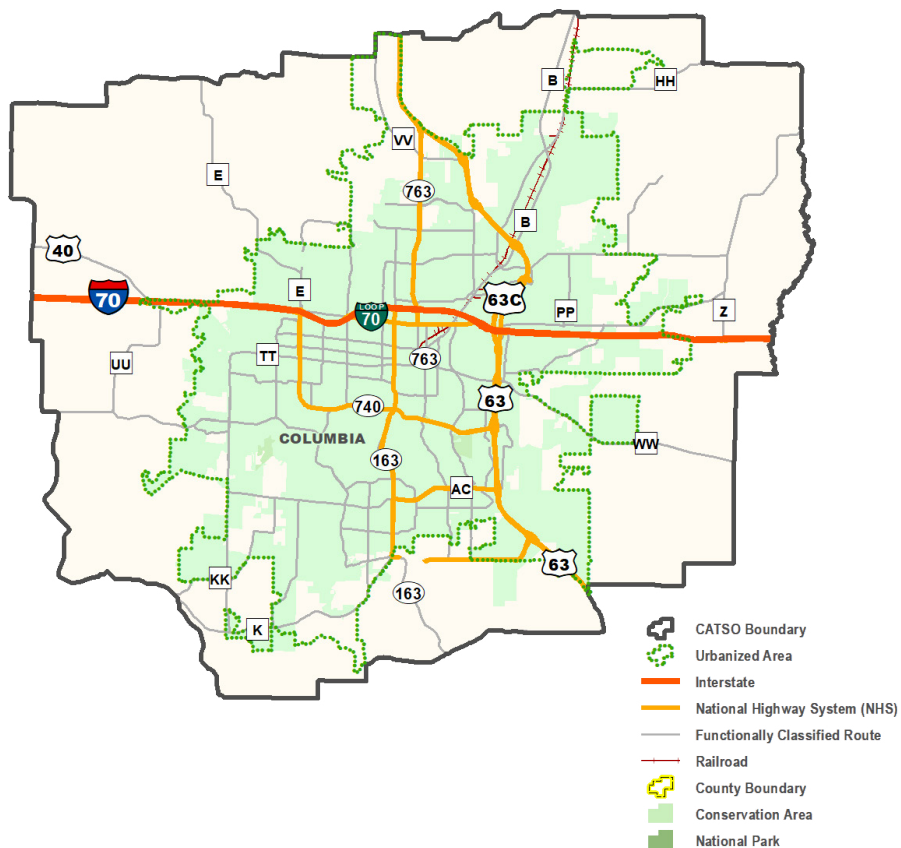 B
HH
VV
E
763
B
40
70
E
LOOP
70
63C
PP
Z
UU
TT
763
740
63
COLUMBIA
WW
163
AC
63
KK
163
K
CATSO Boundary
Urbanized Area
Interstate
National Highway System (NHS)
Functionally Classified Route
Railroad
County Boundary
Conservation Area
National Park